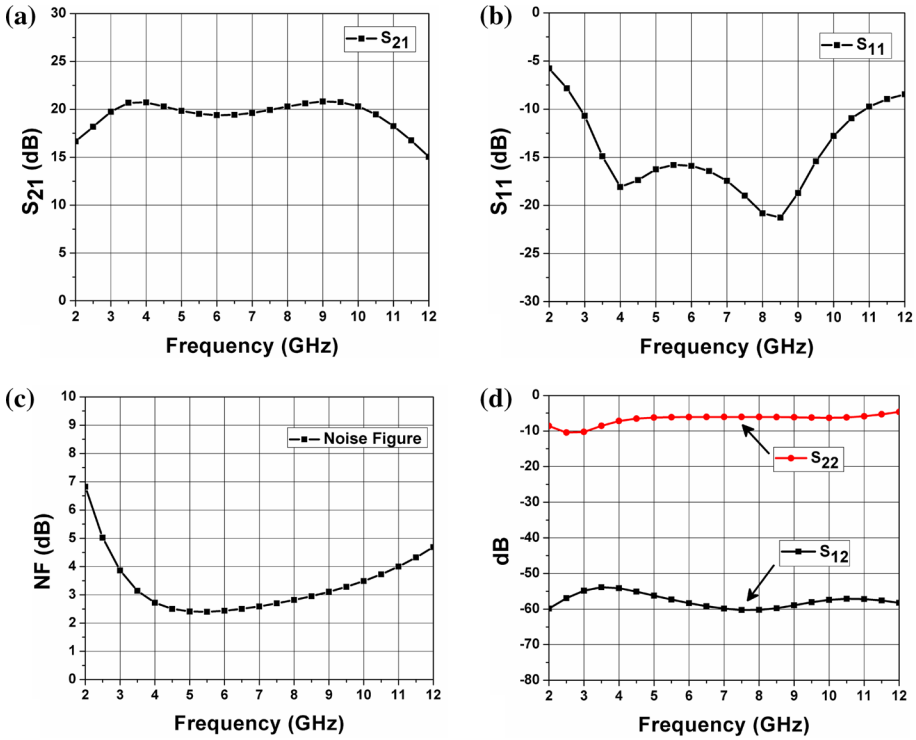 (a)
30
25
20
15
10
5
0
S21 (dB)
S21
2 3 4 5 6 7 8 9 10 11 12
Frequency (GHz)
(b)
0
-5
-10
-15
-20
-25
-30
S11 (dB)
S11
2 3 4 5 6 7 8 9 10 11 12
Frequency (GHz)
(c)
10
9
8
7
6
5
4
3
2
1
0
NF (dB)
Noise Figure
2 3 4 5 6 7 8 9 10 11 12
Frequency (GHz)
(d)
0
-10
-20
-30
-40
-50
-60
-70
-80
dB
S22
S12
2 3 4 5 6 7 8 9 10 11 12
Frequency (GHz)